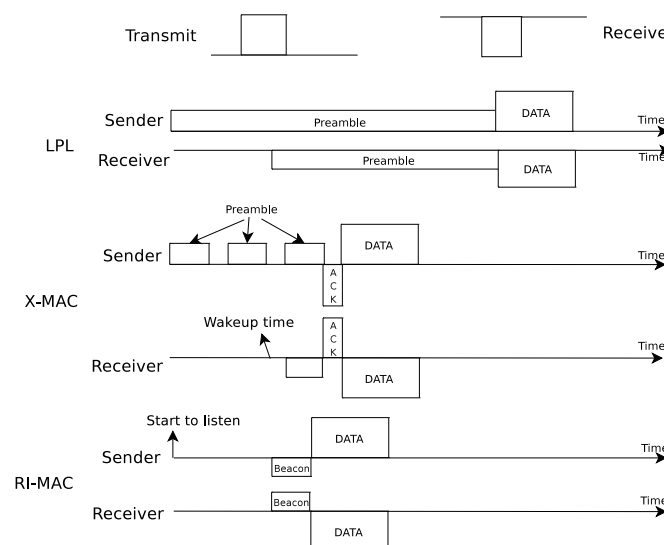 Transmit
Receive
Sender
Preamble
DATA
Time
LPL
Receiver
Preamble
DATA
Time
Preamble
Sender
DATA
Time
A
C
K
X-MAC
Wakeup time
A
C
K
Receiver
DATA
Time
Start to listen
Sender
Beacon
DATA
Time
RI-MAC
Receiver
Beacon
DATA
Time